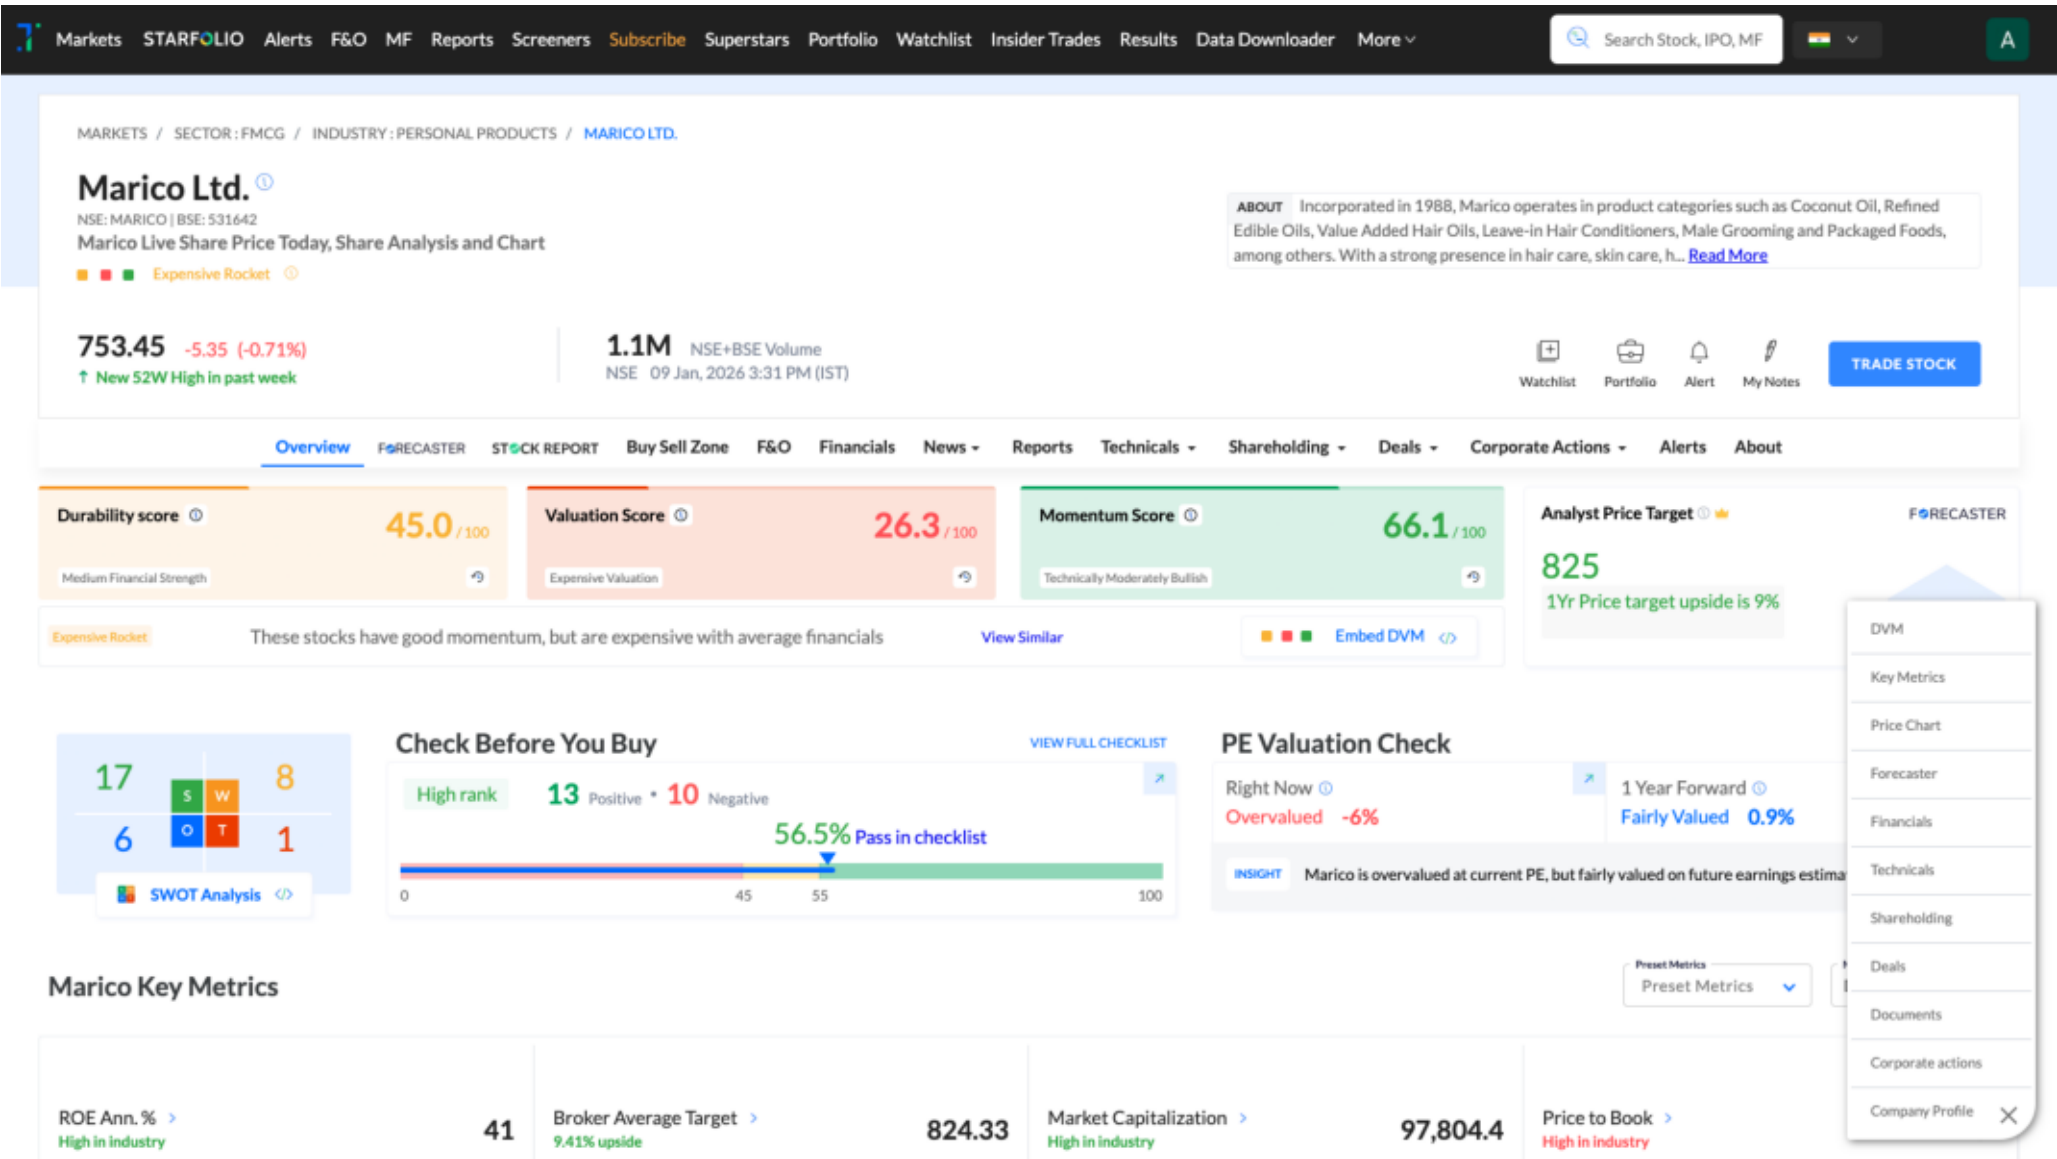 Markets STARFOLIO Alerts F&O MF Reports Screeners Subscribe Superstars Portfolio Watchlist Insider Trades Results Data Downloader More Search Stock, IPO, MF A
MARKETS / SECTOR : FMCG / INDUSTRY : PERSONAL PRODUCTS / MARICO LTD.
Marico Ltd.
NSE: MARICO | BSE: 531642
Marico Live Share Price Today, Share Analysis and Chart
Expensive Rocket
ABOUT Incorporated in 1988, Marico operates in product categories such as Coconut Oil, Refined
Edible Oils, Value Added Hair Oils, Leave-in Hair Conditioners, Male Grooming and Packaged Foods,
among others. With a strong presence in hair care, skin care, h... Read More
753.45 -5.35 (-0.71%)
↑ New 52W High in past week
1.1M NSE+BSE Volume
NSE 09 Jan, 2026 3:31 PM (IST)
Watchlist Portfolio Alert My Notes TRADE STOCK
Overview FORECASTER STOCK REPORT Buy Sell Zone F&O Financials News Reports Technicals Shareholding Deals Corporate Actions Alerts About
Durability score 45.0 / 100
Medium Financial Strength
Valuation Score 26.3 / 100
Expensive Valuation
Momentum Score 66.1 / 100
Technically Moderately Bullish
Analyst Price Target FORECASTER
825
1Yr Price target upside is 9%
Expensive Rocket These stocks have good momentum, but are expensive with average financials View Similar Embed DVM </>
17 8
S W
O T
6 1
SWOT Analysis </>
Check Before You Buy VIEW FULL CHECKLIST
High rank 13 Positive • 10 Negative
56.5% Pass in checklist
0 45 55 100
PE Valuation Check
Right Now
Overvalued -6%
1 Year Forward
Fairly Valued 0.9%
INSIGHT Marico is overvalued at current PE, but fairly valued on future earnings estima
DVM
Key Metrics
Price Chart
Forecaster
Financials
Technicals
Shareholding
Deals
Documents
Corporate actions
Company Profile
Marico Key Metrics
Preset Metrics
Preset Metrics
ROE Ann. % 41
High in industry
Broker Average Target 824.33
9.41% upside
Market Capitalization 97,804.4
High in industry
Price to Book
High in industry